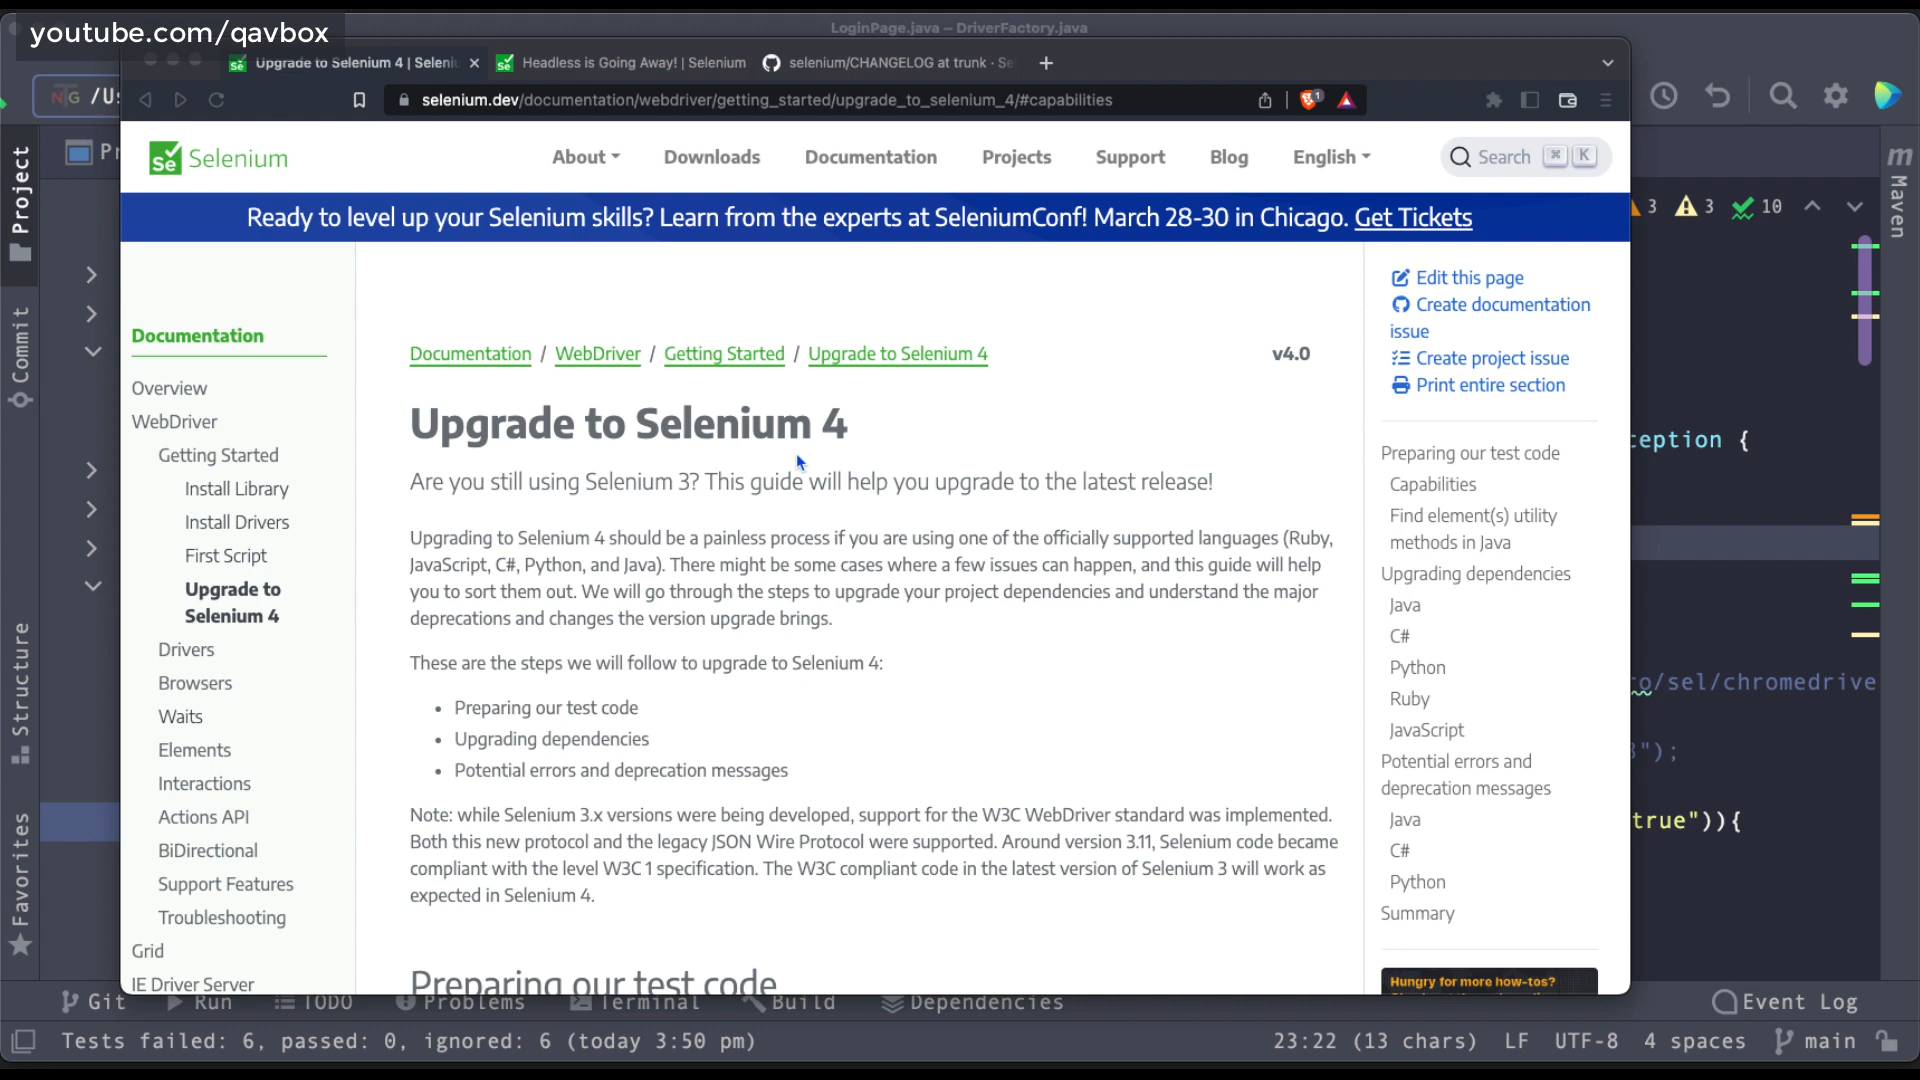 youtube.com/qavbox
LoginPage.java – DriverFactory.java
Upgrade to Selenium 4 | Seleni
Headless is Going Away! | Selenium
selenium/CHANGELOG at trunk · Se
/Us
selenium.dev/documentation/webdriver/getting_started/upgrade_to_selenium_4/#capabilities
1
Project
Commit
Structure
Favorites
Pr
Selenium
About
Downloads
Documentation
Projects
Support
Blog
English
Search ⌘ K
Maven
3 3 10
Ready to level up your Selenium skills? Learn from the experts at SeleniumConf! March 28-30 in Chicago. Get Tickets
Documentation
Overview
WebDriver
Getting Started
Install Library
Install Drivers
First Script
Upgrade to
Selenium 4
Drivers
Browsers
Waits
Elements
Interactions
Actions API
BiDirectional
Support Features
Troubleshooting
Grid
IE Driver Server
Documentation / WebDriver / Getting Started / Upgrade to Selenium 4
v4.0
Upgrade to Selenium 4
Are you still using Selenium 3? This guide will help you upgrade to the latest release!
Upgrading to Selenium 4 should be a painless process if you are using one of the officially supported languages (Ruby,
JavaScript, C#, Python, and Java). There might be some cases where a few issues can happen, and this guide will help
you to sort them out. We will go through the steps to upgrade your project dependencies and understand the major
deprecations and changes the version upgrade brings.
These are the steps we will follow to upgrade to Selenium 4:
• Preparing our test code
• Upgrading dependencies
• Potential errors and deprecation messages
Note: while Selenium 3.x versions were being developed, support for the W3C WebDriver standard was implemented.
Both this new protocol and the legacy JSON Wire Protocol were supported. Around version 3.11, Selenium code became
compliant with the level W3C 1 specification. The W3C compliant code in the latest version of Selenium 3 will work as
expected in Selenium 4.
Preparing our test code
Edit this page
Create documentation
issue
Create project issue
Print entire section
Preparing our test code
Capabilities
Find element(s) utility
methods in Java
Upgrading dependencies
Java
C#
Python
Ruby
JavaScript
Potential errors and
deprecation messages
Java
C#
Python
Summary
Hungry for more how-tos?
ception {
to/sel/chromedrive
");
true")){
Git
Run
TODO
Problems
Terminal
Build
Dependencies
Event Log
Tests failed: 6, passed: 0, ignored: 6 (today 3:50 pm)
23:22 (13 chars)
LF
UTF-8
4 spaces
main